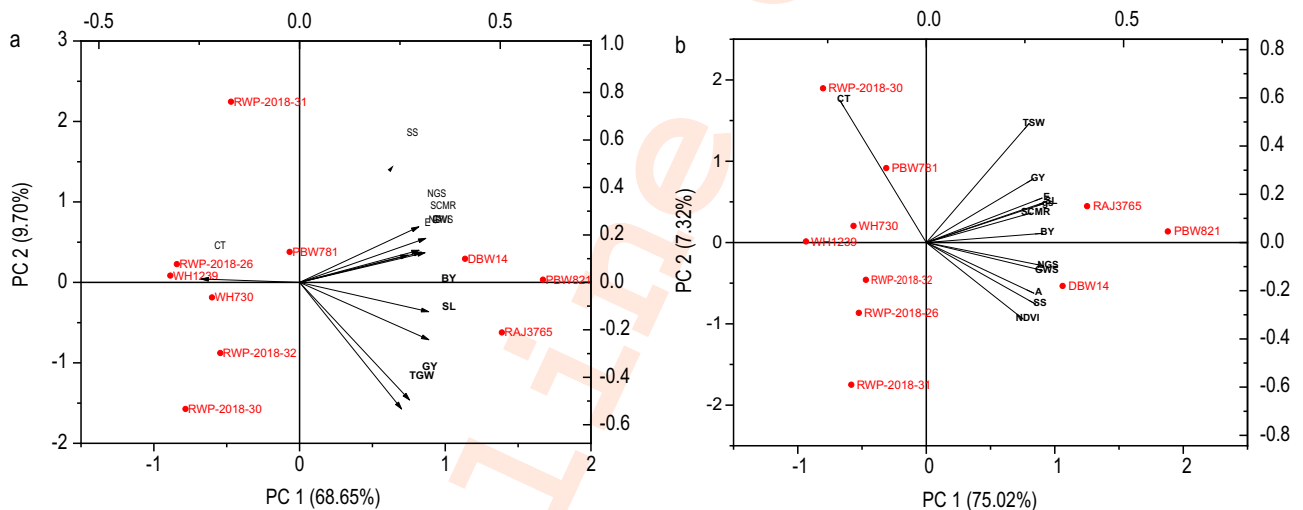 a
-0.5 0.0 0.5
3
2
1
0
-1
-2
1.0
0.8
0.6
0.4
0.2
0.0
-0.2
-0.4
-0.6
-1 0 1 2
PC 2 (9.70%)
PC 1 (68.65%)
RWP-2018-31
SS
NGS
SCMR
E
CT
PBW781
RWP-2018-26
WH1239
WH730
DBW14
BY
PBW821
SL
RAJ3765
RWP-2018-32
GY
TGW
RWP-2018-30
b
0.0 0.5
2
1
0
-1
-2
0.8
0.6
0.4
0.2
0.0
-0.2
-0.4
-0.6
-0.8
-1 0 1 2
PC 2 (7.32%)
PC 1 (75.02%)
RWP-2018-30
CT
TSW
PBW781
GY
E
SL
SCMR
RAJ3765
WH730
BY
PBW821
WH1239
NGS
GWS
RWP-2018-32
DBW14
A
SS
RWP-2018-26
NDVI
RWP-2018-31
line